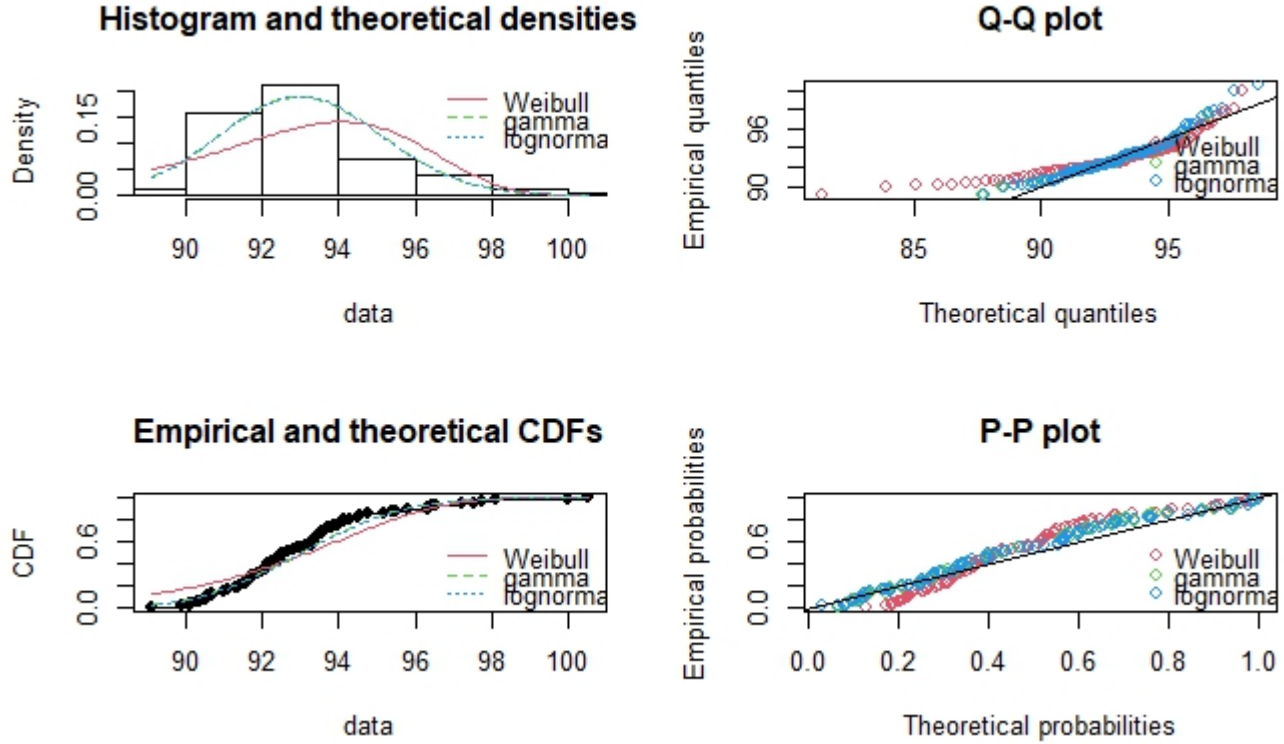 Histogram and theoretical densities
Density
0.00 0.15
Weibull
gamma
lognorma
90 92 94 96 98 100
data
Q-Q plot
Empirical quantiles
90 96
Weibull
gamma
lognorma
85 90 95
Theoretical quantiles
Empirical and theoretical CDFs
CDF
0.0 0.6
Weibull
gamma
lognorma
90 92 94 96 98 100
data
P-P plot
Empirical probabilities
0.0 0.6
Weibull
gamma
lognorma
0.0 0.2 0.4 0.6 0.8 1.0
Theoretical probabilities